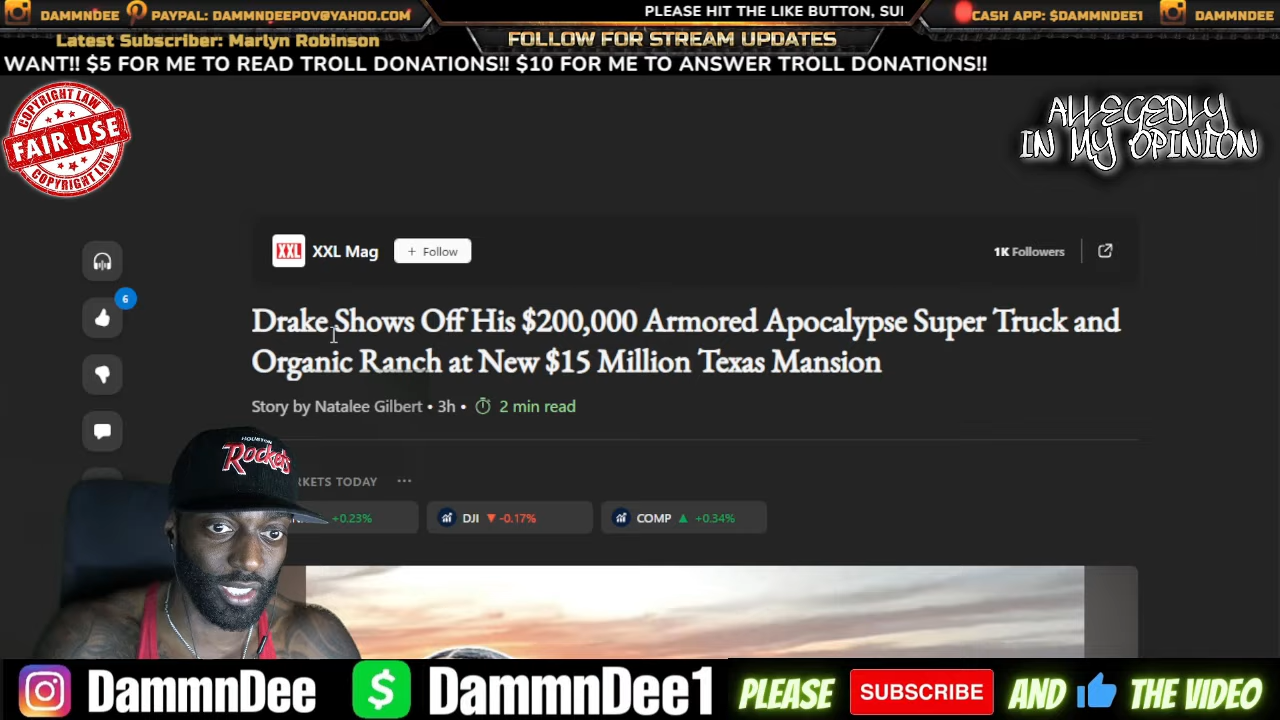 DAMMNDEE
PAYPAL: DAMMNDEEPOV@YAHOO.COM
PLEASE HIT THE LIKE BUTTON, SUI
CASH APP: $DAMMNDEE1
DAMMNDEE
Latest Subscriber: Martyn Robinson
FOLLOW FOR STREAM UPDATES
WANT!! $5 FOR ME TO READ TROLL DONATIONS!! $10 FOR ME TO ANSWER TROLL DONATIONS!!
COPYRIGHT LAW
FAIR USE
COPYRIGHT LAW
ALLEGEDLY
IN MY OPINION
XXL
XXL Mag
+ Follow
1K Followers
6
Drake Shows Off His $200,000 Armored Apocalypse Super Truck and
Organic Ranch at New $15 Million Texas Mansion
Story by Natalee Gilbert • 3h •
2 min read
RKETS TODAY
...
+0.23%
DJI ▼ -0.17%
COMP ▲ +0.34%
HOUSTON
Rockets
DammnDee
$
DammnDee1
PLEASE
SUBSCRIBE
AND
THE VIDEO